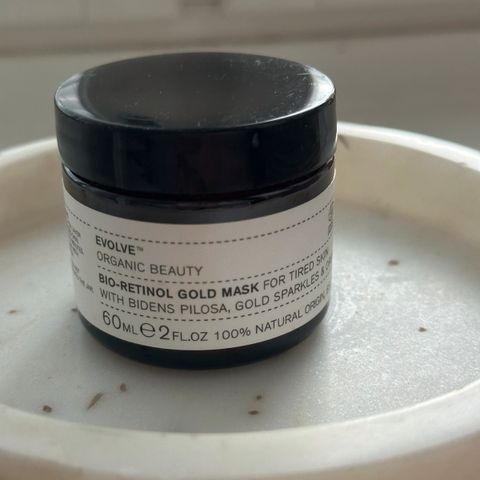 EVOLVE™
ORGANIC BEAUTY
BIO-RETINOL GOLD MASK FOR TIRED SKIN
WITH BIDENS PILOSA, GOLD SPARKLES &
60ML ℮ 2FL.OZ 100% NATURAL ORIGIN